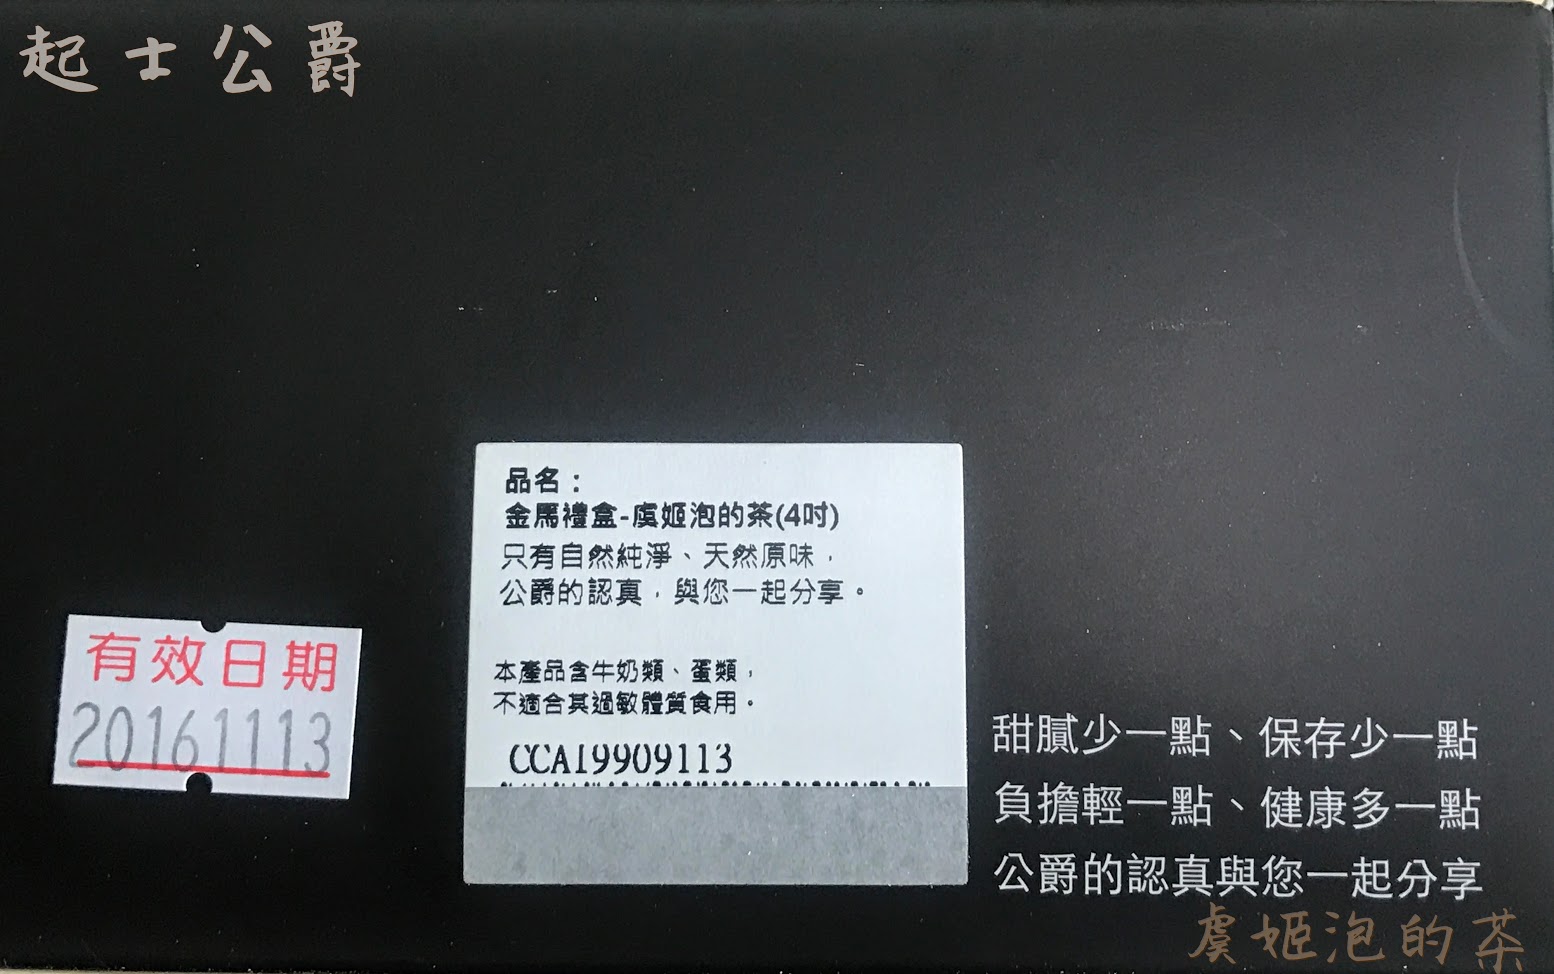 起士公爵
品名：
金馬禮盒-虞姬泡的茶(4吋)
只有自然純淨、天然原味，
公爵的認真，與您一起分享。
本產品含牛奶類、蛋類，
不適合其過敏體質食用。
CCA19909113
有效日期
20161113
甜膩少一點、保存少一點
負擔輕一點、健康多一點
公爵的認真與您一起分享
虞姬泡的茶